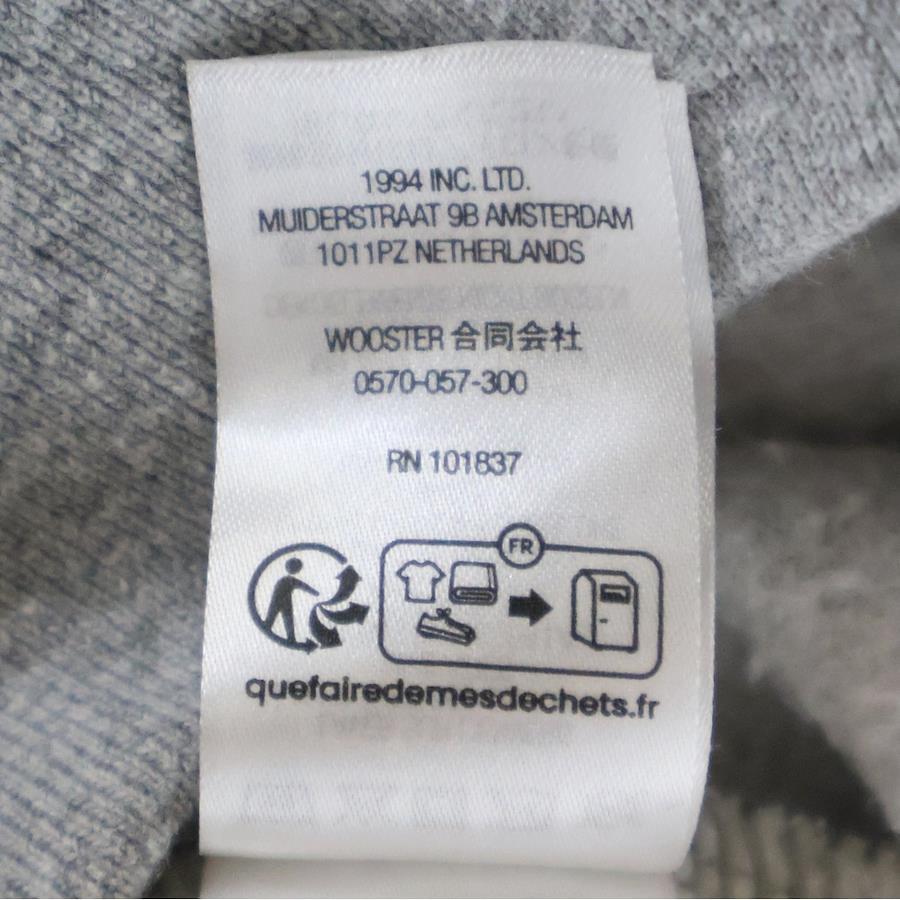 1994 INC. LTD.
MUIDERSTRAAT 9B AMSTERDAM
1011PZ NETHERLANDS
WOOSTER 合同会社
0570-057-300
RN 101837
FR
quefairedemesdechets.fr